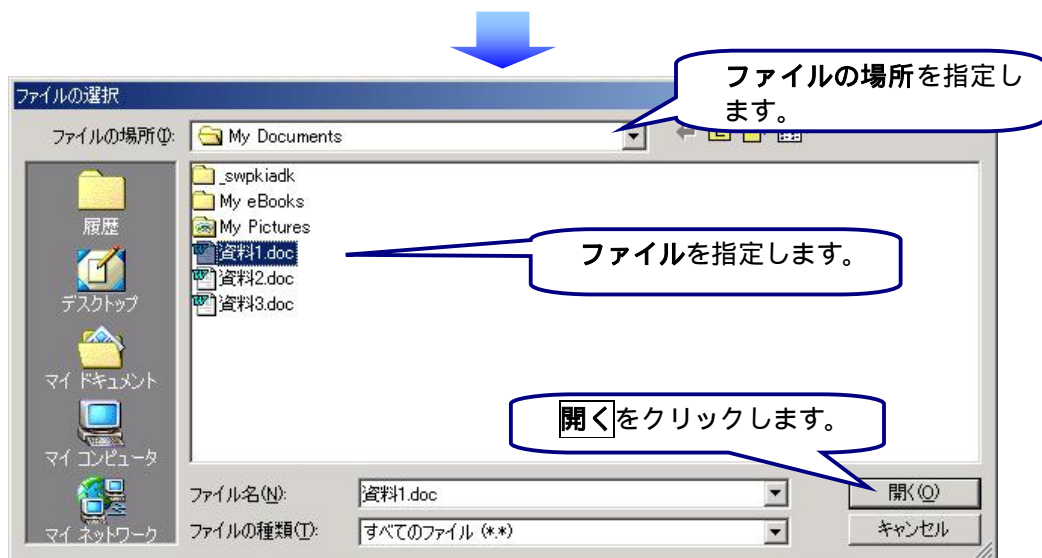 ファイルの場所を指定し
ます。
ファイルの選択
ファイルの場所(I):
My Documents
_swpkiadk
My eBooks
My Pictures
資料1.doc
資料2.doc
資料3.doc
履歴
デスクトップ
マイ ドキュメント
マイ コンピュータ
マイ ネットワーク
ファイルを指定します。
開くをクリックします。
ファイル名(N):
資料1.doc
開く(O)
ファイルの種類(T):
すべてのファイル (*.*)
キャンセル